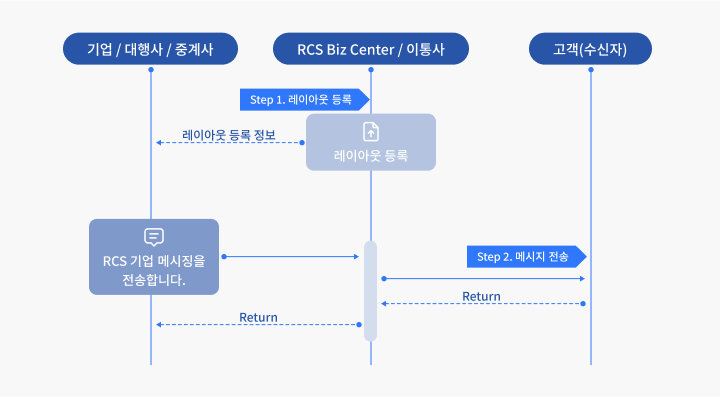 기업 / 대행사 / 중계사
RCS Biz Center / 이통사
고객(수신자)
Step 1. 레이아웃 등록
레이아웃 등록 정보
레이아웃 등록
RCS 기업 메시징을
전송합니다.
Step 2. 메시지 전송
Return
Return